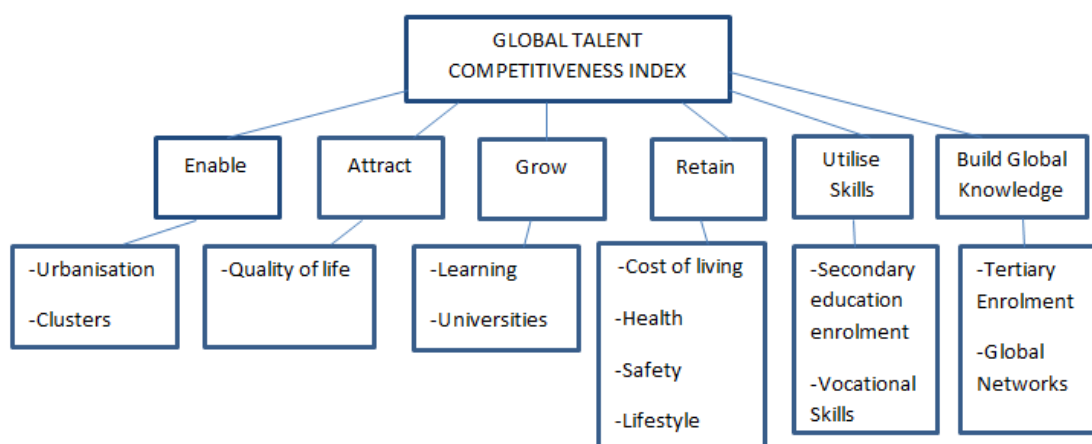 GLOBAL TALENT
COMPETITIVENESS INDEX
Enable
Attract
Grow
Retain
Utilise
Skills
Build Global
Knowledge
-Urbanisation
-Clusters
-Quality of life
-Learning
-Universities
-Cost of living
-Health
-Safety
-Lifestyle
-Secondary
education
enrolment
-Vocational
Skills
-Tertiary
Enrolment
-Global
Networks